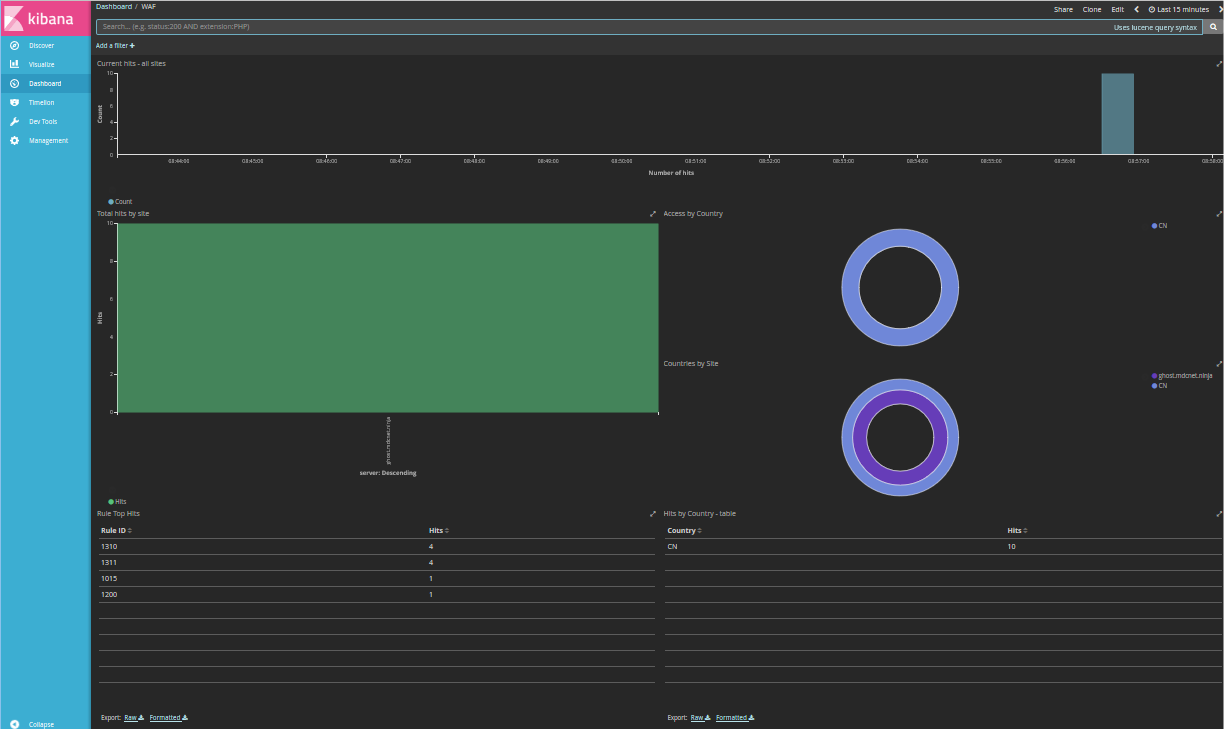 kibana
Discover
Visualize
Dashboard
Timelion
Dev Tools
Management
Collapse
Dashboard / WAF
Share Clone Edit Last 15 minutes
Search... (e.g. status:200 AND extension:PHP)
Uses lucene query syntax
Add a filter +
Current hits - all sites
10
8
6
4
2
0
Count
08:44:00 08:45:00 08:46:00 08:47:00 08:48:00 08:49:00 08:50:00 08:51:00 08:52:00 08:53:00 08:54:00 08:55:00 08:56:00 08:57:00 08:58:00
Number of hits
Count
Total hits by site
10
8
6
4
2
0
Hits
ghost.mdcnet.ninja
server: Descending
Hits
Access by Country
CN
Countries by Site
ghost.mdcnet.ninja
CN
Rule Top Hits
Rule ID Hits
1310 4
1311 4
1015 1
1200 1
Export: Raw Formatted
Hits by Country - table
Country Hits
CN 10
Export: Raw Formatted